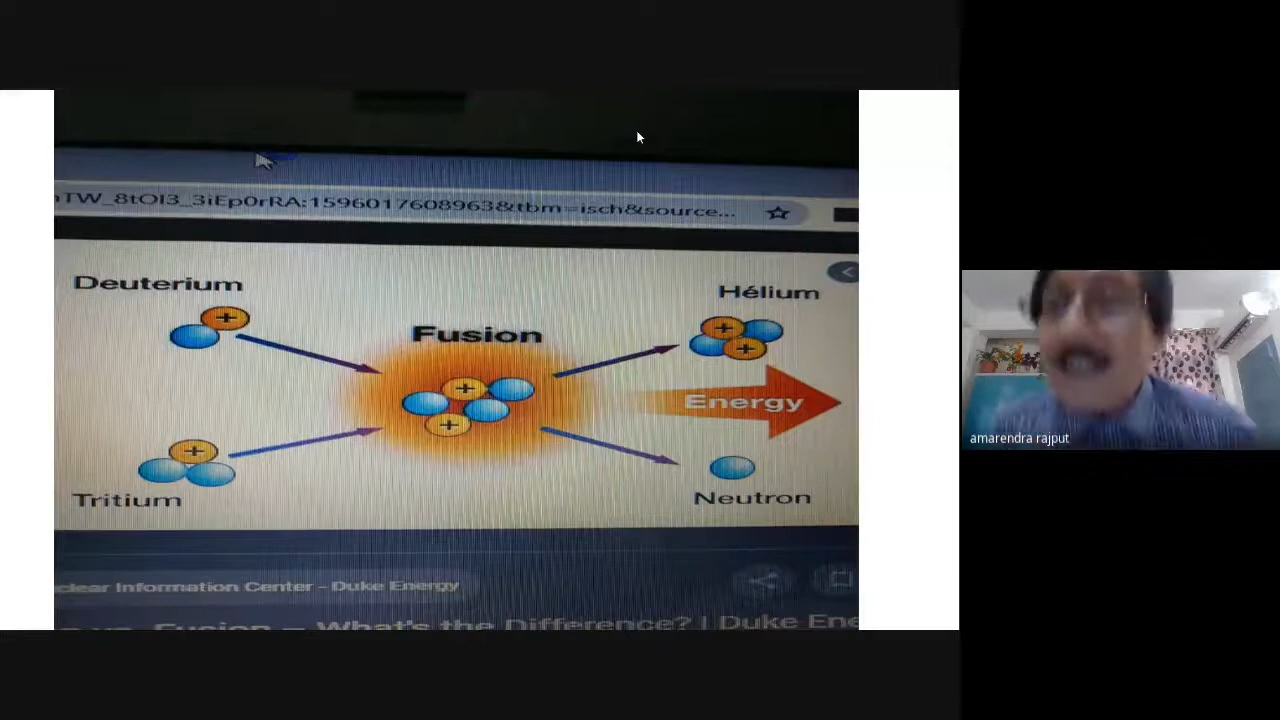 TW_8tOI3_3iEp0rRA:1596017608963&tbm=isch&source...
Deuterium
Hélium
Fusion
Energy
Tritium
Neutron
clear Information Center - Duke Energy
Fusion – What's the Difference? | Duke Ene
amarendra rajput